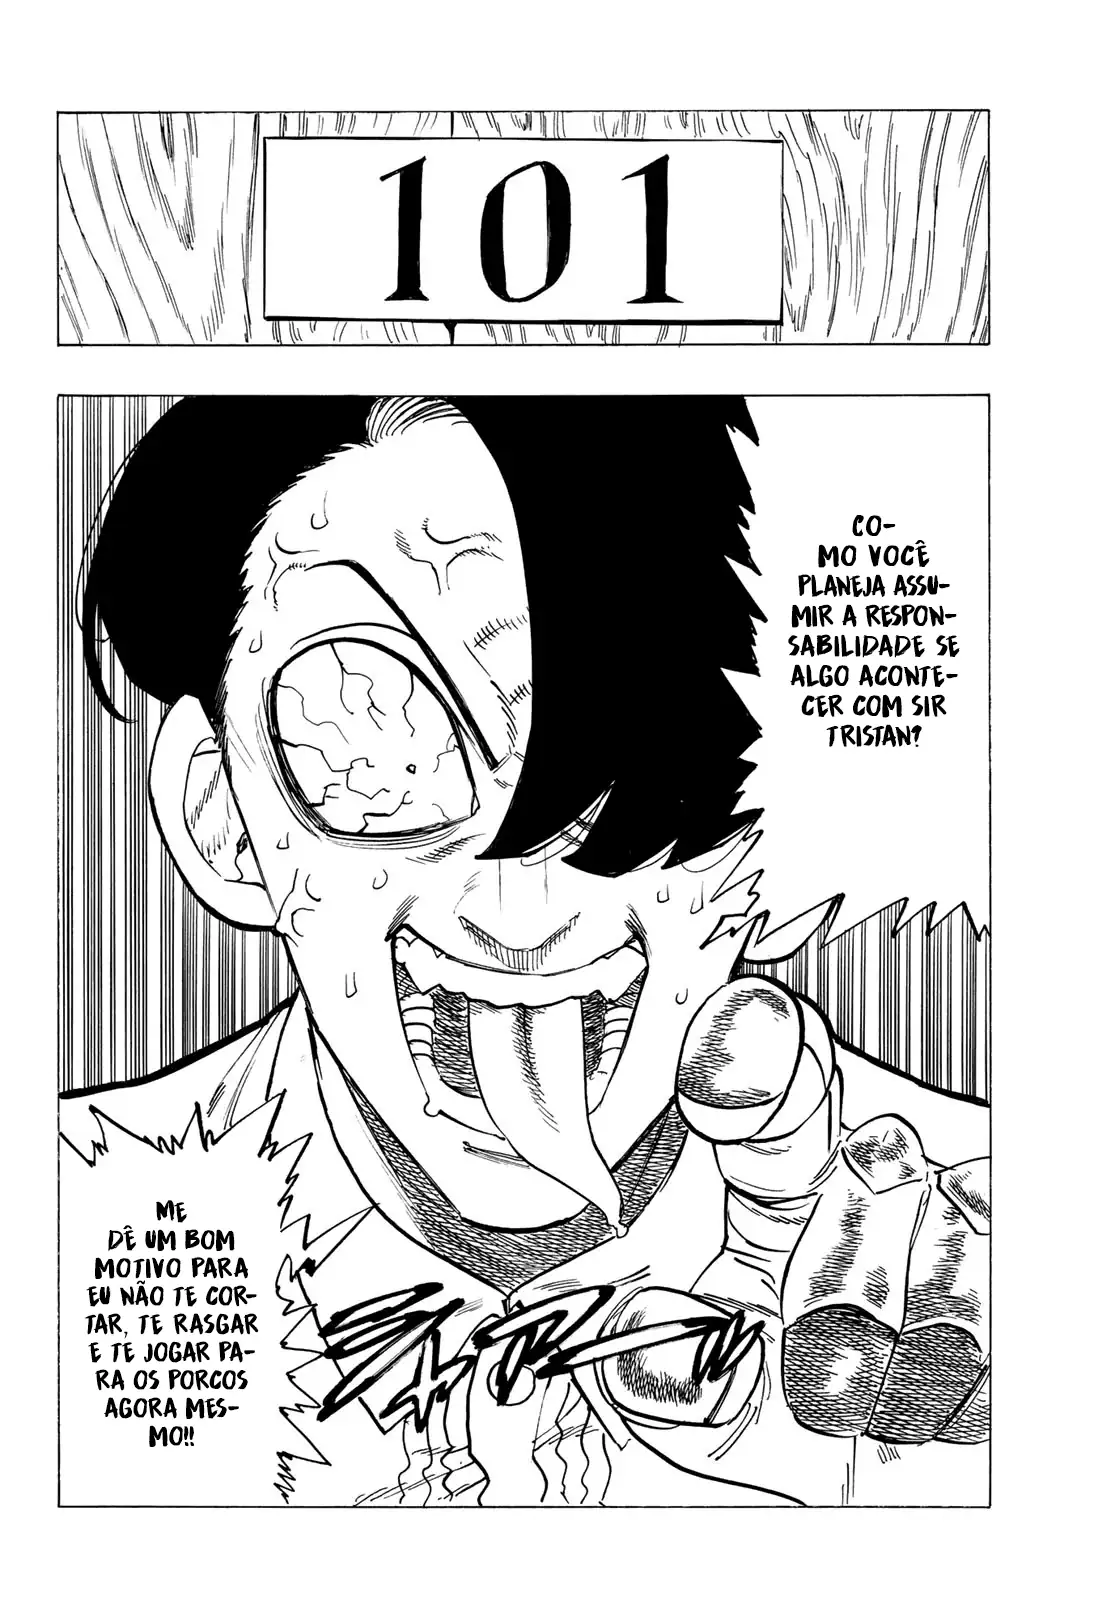 101
CO-
MO VOCÊ
PLANEJA ASSU-
MIR A RESPON-
SABILIDADE SE
ALGO ACONTE-
CER COM SIR
TRISTAN?
ME
DÊ UM BOM
MOTIVO PARA
EU NÃO TE COR-
TAR, TE RASGAR
E TE JOGAR PA-
RA OS PORCOS
AGORA MES-
MO!!